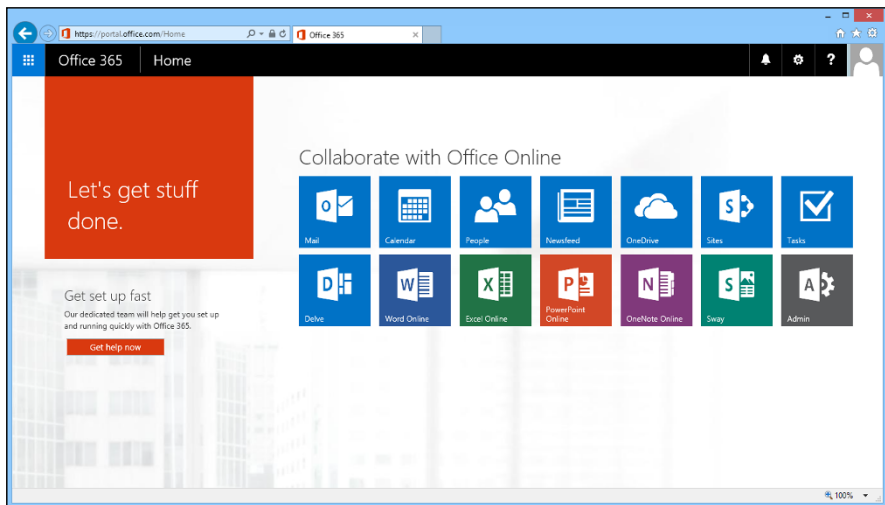 https://portal.office.com/Home
Office 365
Office 365
Home
?
Let's get stuff
done.
Collaborate with Office Online
Mail
Calendar
People
Newsfeed
OneDrive
Sites
Tasks
Delve
Word Online
Excel Online
PowerPoint
Online
OneNote Online
Sway
Admin
Get set up fast
Our dedicated team will help get you set up
and running quickly with Office 365.
Get help now
100%